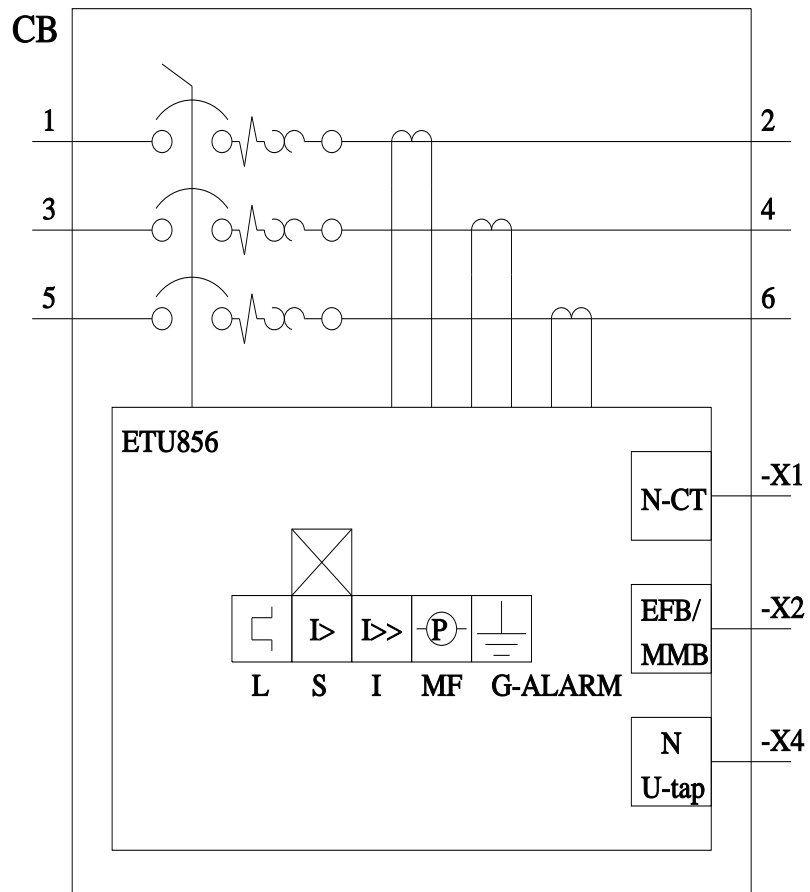 CB
1 2
3 4
5 6
ETU856
N-CT -X1
EFB/ -X2
MMB
I> I>> P
L S I MF G-ALARM
N -X4
U-tap